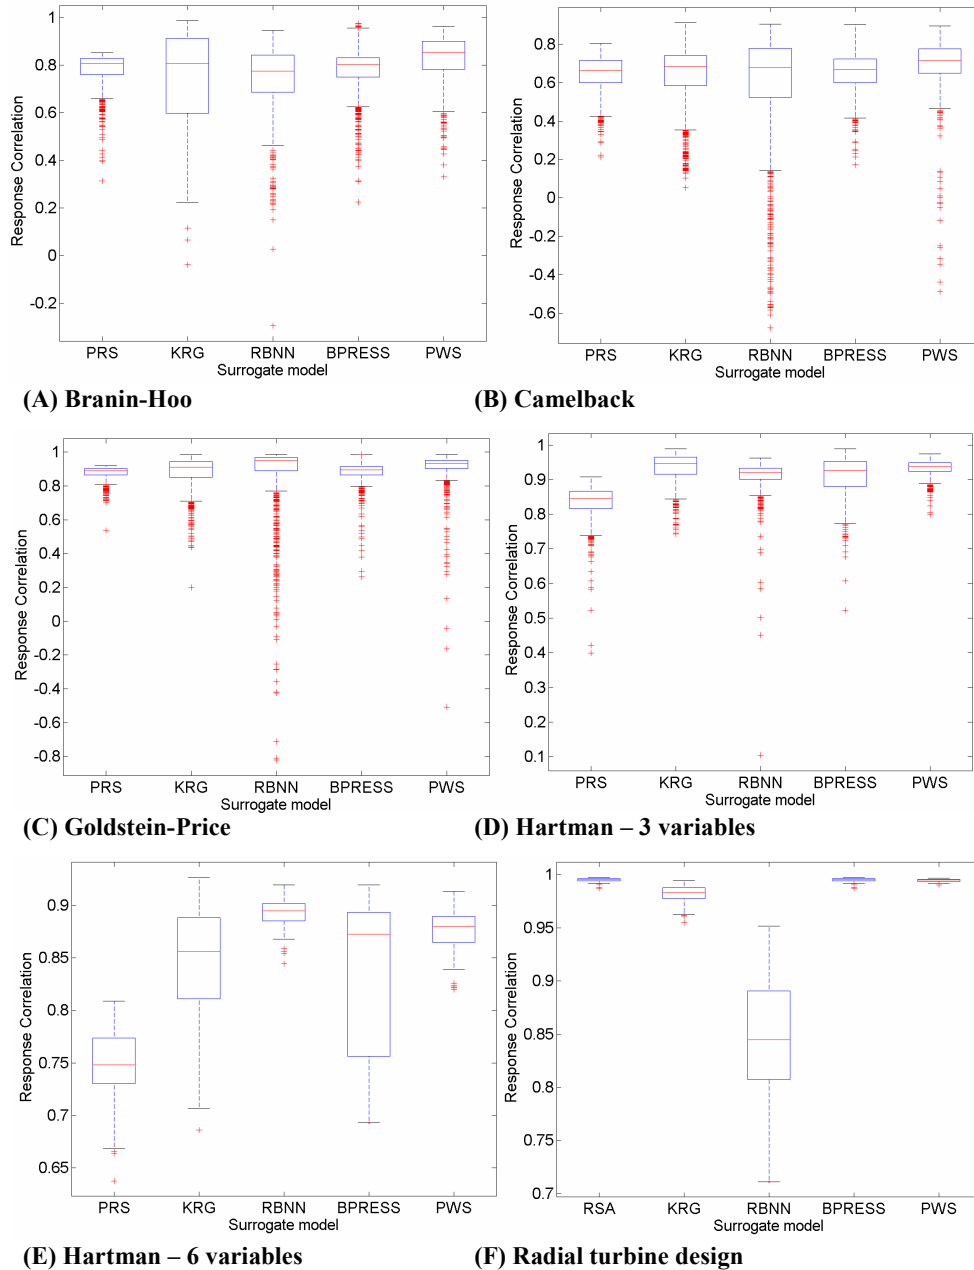 1
0.8
0.6
0.4
0.2
0
-0.2
Response Correlation
PRS KRG RBNN BPRESS PWS
Surrogate model
(A) Branin-Hoo
0.8
0.6
0.4
0.2
0
-0.2
-0.4
-0.6
Response Correlation
PRS KRG RBNN BPRESS PWS
Surrogate model
(B) Camelback
1
0.8
0.6
0.4
0.2
0
-0.2
-0.4
-0.6
-0.8
Response Correlation
PRS KRG RBNN BPRESS PWS
Surrogate model
(C) Goldstein-Price
1
0.9
0.8
0.7
0.6
0.5
0.4
0.3
0.2
0.1
Response Correlation
PRS KRG RBNN BPRESS PWS
Surrogate model
(D) Hartman – 3 variables
0.9
0.85
0.8
0.75
0.7
0.65
Response Correlation
PRS KRG RBNN BPRESS PWS
Surrogate model
(E) Hartman – 6 variables
1
0.95
0.9
0.85
0.8
0.75
0.7
Response Correlation
RSA KRG RBNN BPRESS PWS
Surrogate model
(F) Radial turbine design